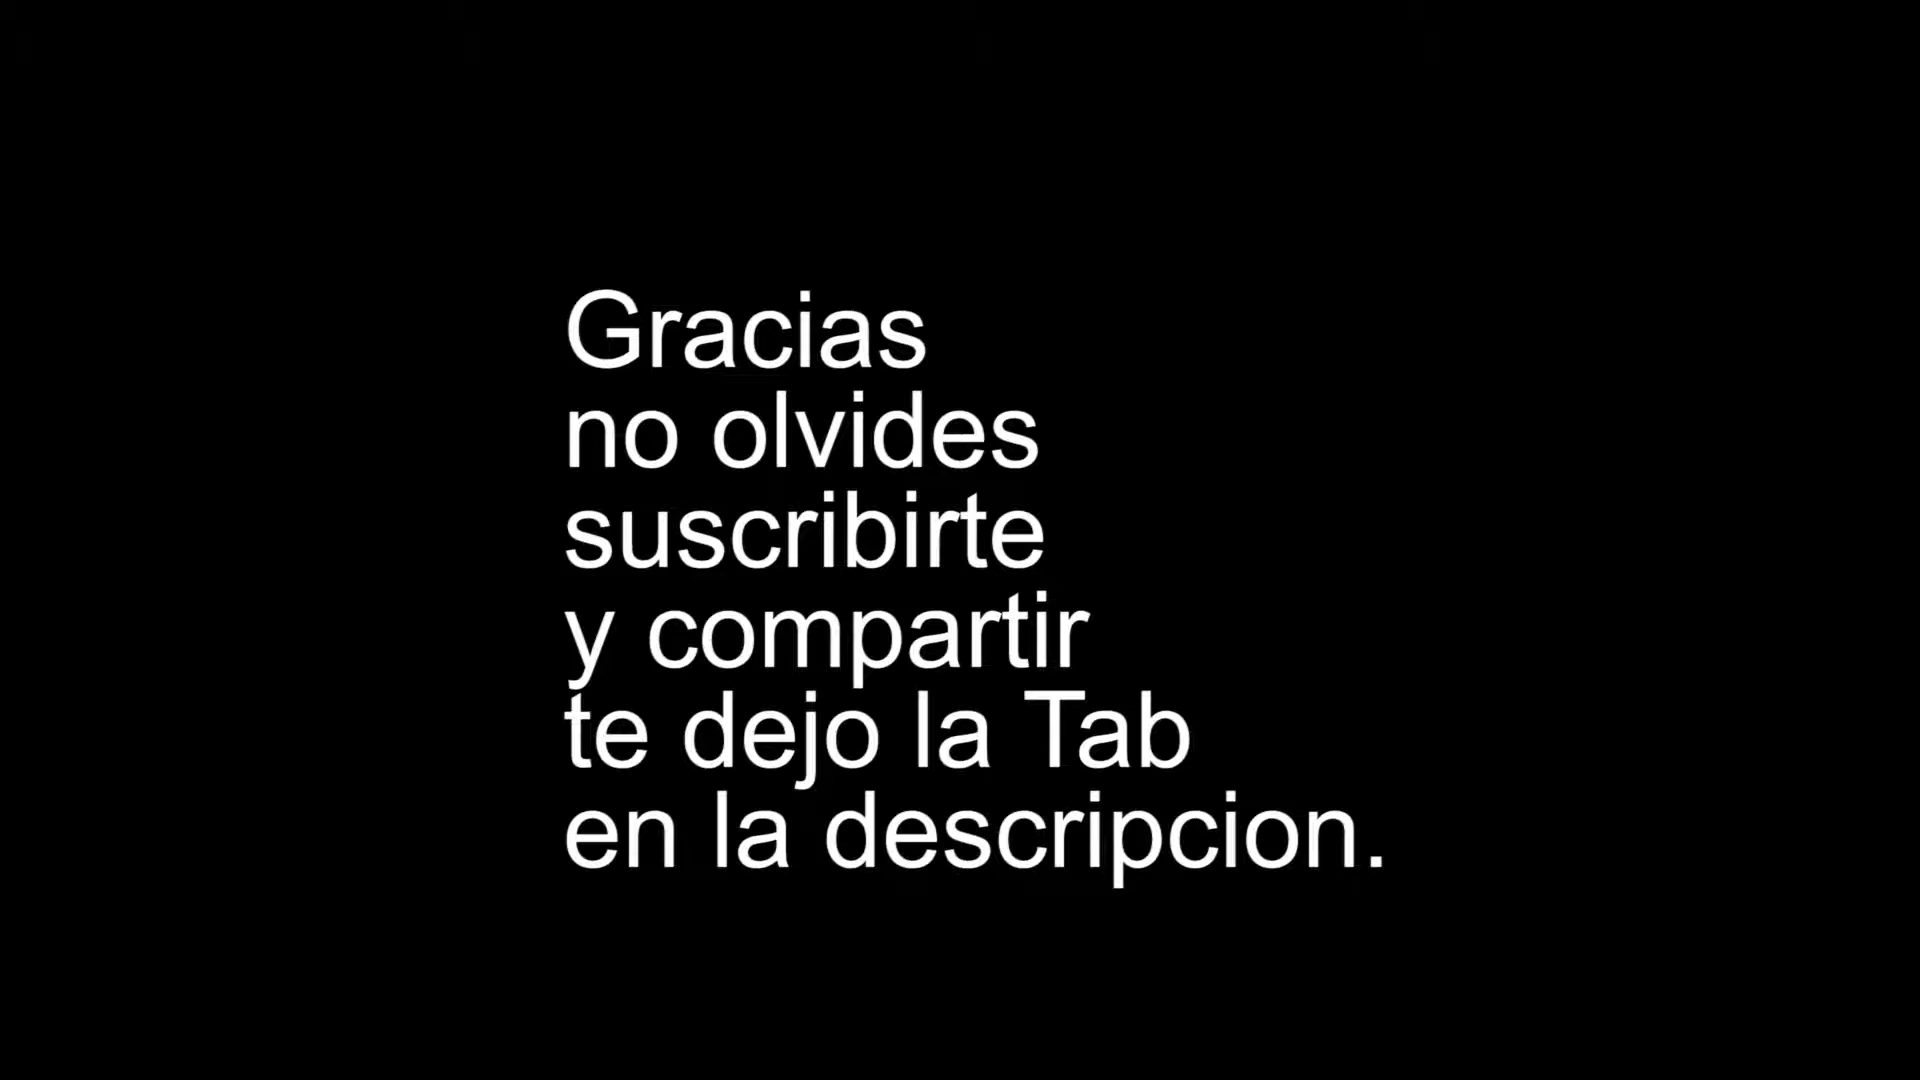 Gracias
no olvides
suscribirte
y compartir
te dejo la Tab
en la descripcion.